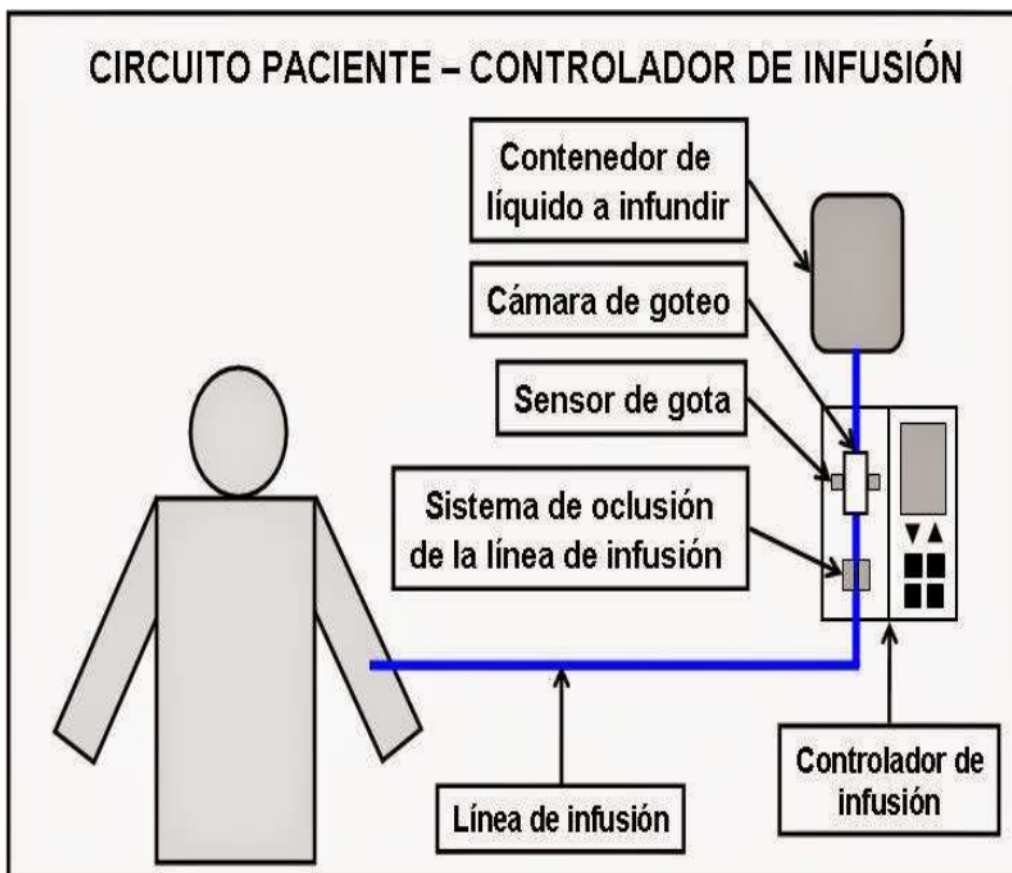 CIRCUITO PACIENTE – CONTROLADOR DE INFUSIÓN
Contenedor de
líquido a infundir
Cámara de goteo
Sensor de gota
Sistema de oclusión
de la línea de infusión
Línea de infusión
Controlador de
infusión